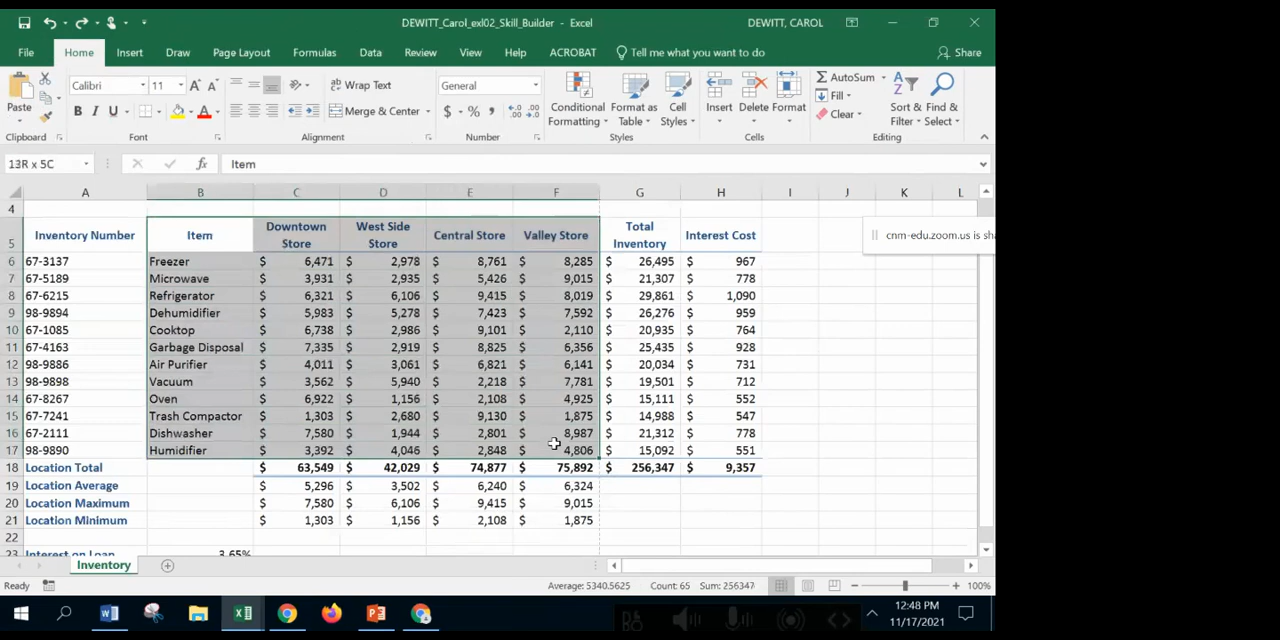 DEWITT_Carol_exl02_Skill_Builder - Excel DEWITT, CAROL
File Home Insert Draw Page Layout Formulas Data Review View Help ACROBAT Tell me what you want to do Share
Paste Calibri 11 A A Wrap Text General Conditional Formatting Format as Table Cell Styles Insert Delete Format AutoSum Sort & Filter Find & Select
B I U A Merge & Center $ % , Fill
Clear
Clipboard Font Alignment Number Styles Cells Editing
13R x 5C fx Item
A B C D E F G H I J K L
4
5 Inventory Number Item Downtown Store West Side Store Central Store Valley Store Total Inventory Interest Cost
cnm-edu.zoom.us is sha
6 67-3137 Freezer $ 6,471 $ 2,978 $ 8,761 $ 8,285 $ 26,495 $ 967
7 67-5189 Microwave $ 3,931 $ 2,935 $ 5,426 $ 9,015 $ 21,307 $ 778
8 67-6215 Refrigerator $ 6,321 $ 6,106 $ 9,415 $ 8,019 $ 29,861 $ 1,090
9 98-9894 Dehumidifier $ 5,983 $ 5,278 $ 7,423 $ 7,592 $ 26,276 $ 959
10 67-1085 Cooktop $ 6,738 $ 2,986 $ 9,101 $ 2,110 $ 20,935 $ 764
11 67-4163 Garbage Disposal $ 7,335 $ 2,919 $ 8,825 $ 6,356 $ 25,435 $ 928
12 98-9886 Air Purifier $ 4,011 $ 3,061 $ 6,821 $ 6,141 $ 20,034 $ 731
13 98-9898 Vacuum $ 3,562 $ 5,940 $ 2,218 $ 7,781 $ 19,501 $ 712
14 67-8267 Oven $ 6,922 $ 1,156 $ 2,108 $ 4,925 $ 15,111 $ 552
15 67-7241 Trash Compactor $ 1,303 $ 2,680 $ 9,130 $ 1,875 $ 14,988 $ 547
16 67-2111 Dishwasher $ 7,580 $ 1,944 $ 2,801 $ 8,987 $ 21,312 $ 778
17 98-9890 Humidifier $ 3,392 $ 4,046 $ 2,848 $ 4,806 $ 15,092 $ 551
18 Location Total $ 63,549 $ 42,029 $ 74,877 $ 75,892 $ 256,347 $ 9,357
19 Location Average $ 5,296 $ 3,502 $ 6,240 $ 6,324
20 Location Maximum $ 7,580 $ 6,106 $ 9,415 $ 9,015
21 Location Minimum $ 1,303 $ 1,156 $ 2,108 $ 1,875
22
23 Interest on Loan 3.65%
Inventory
Ready Average: 5340.5625 Count: 65 Sum: 256347 100%
12:48 PM
11/17/2021